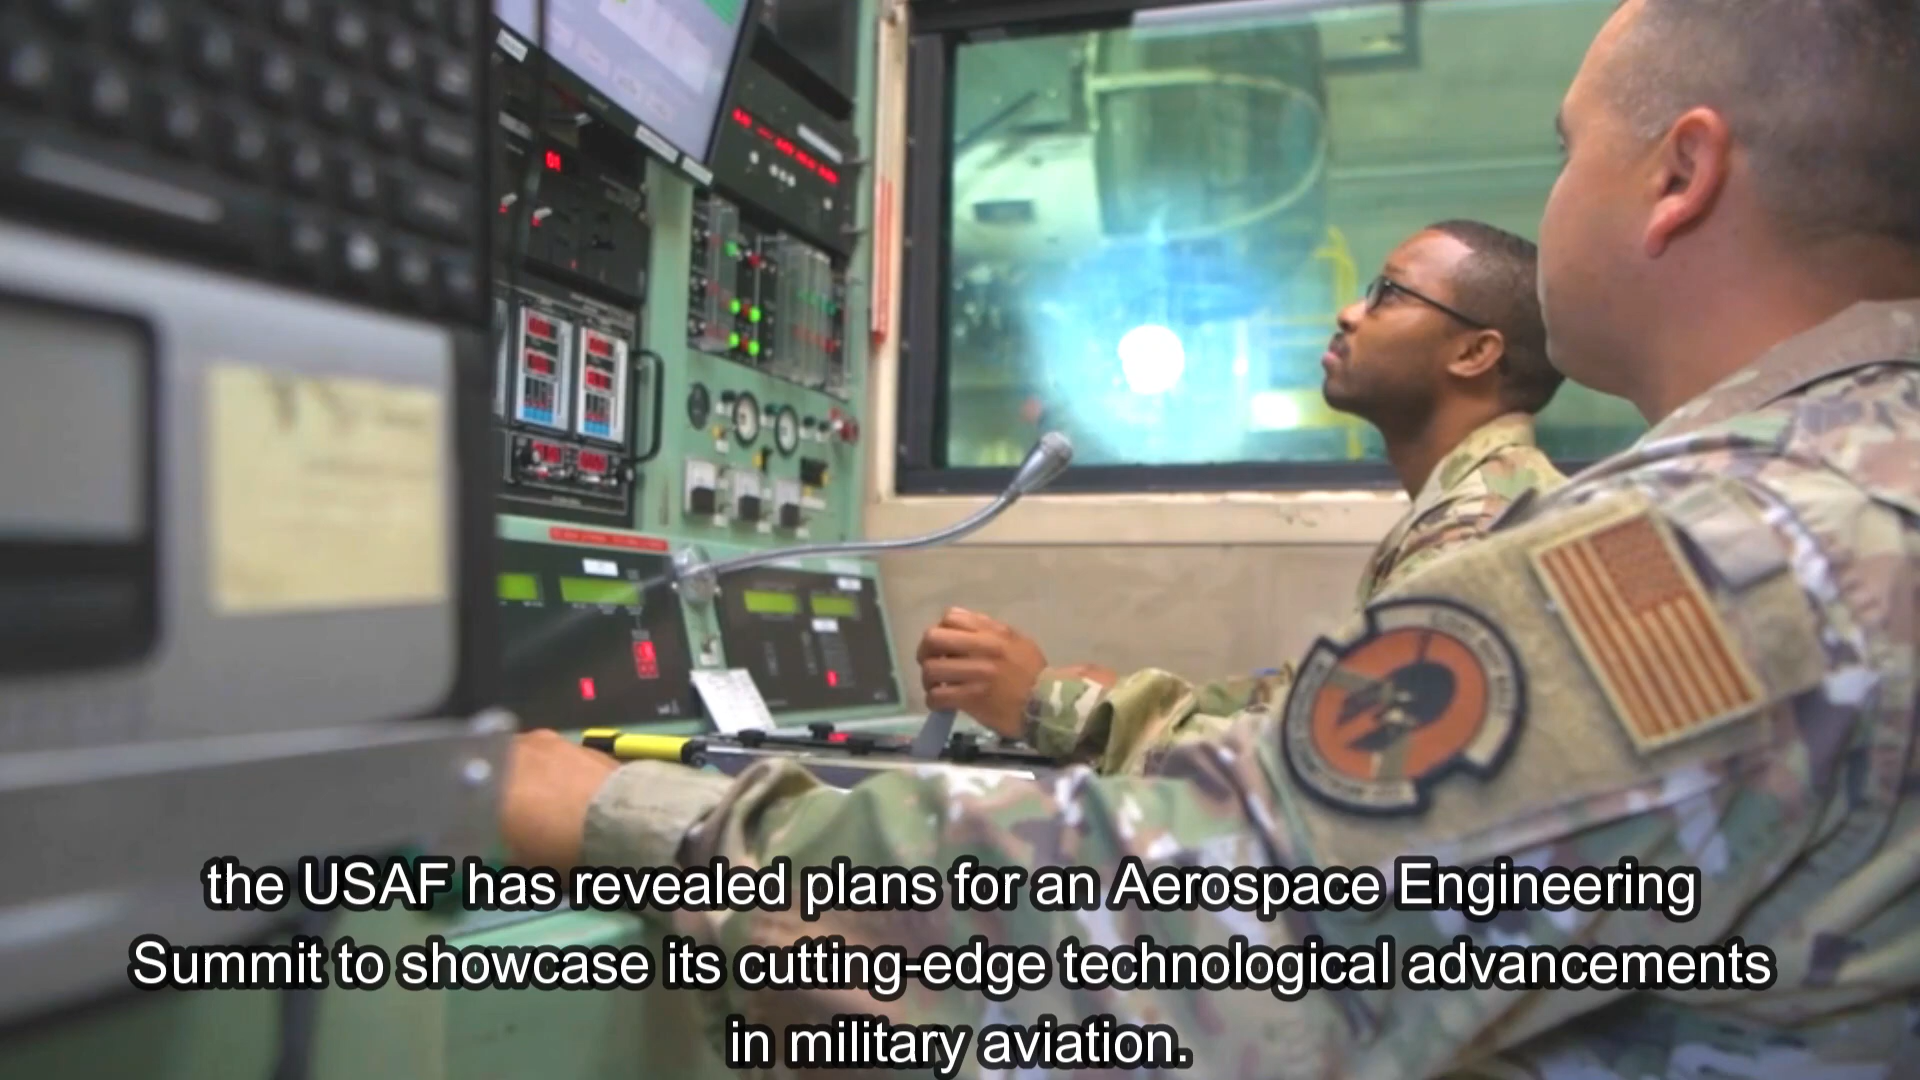 the USAF has revealed plans for an Aerospace Engineering
Summit to showcase its cutting-edge technological advancements
in military aviation.